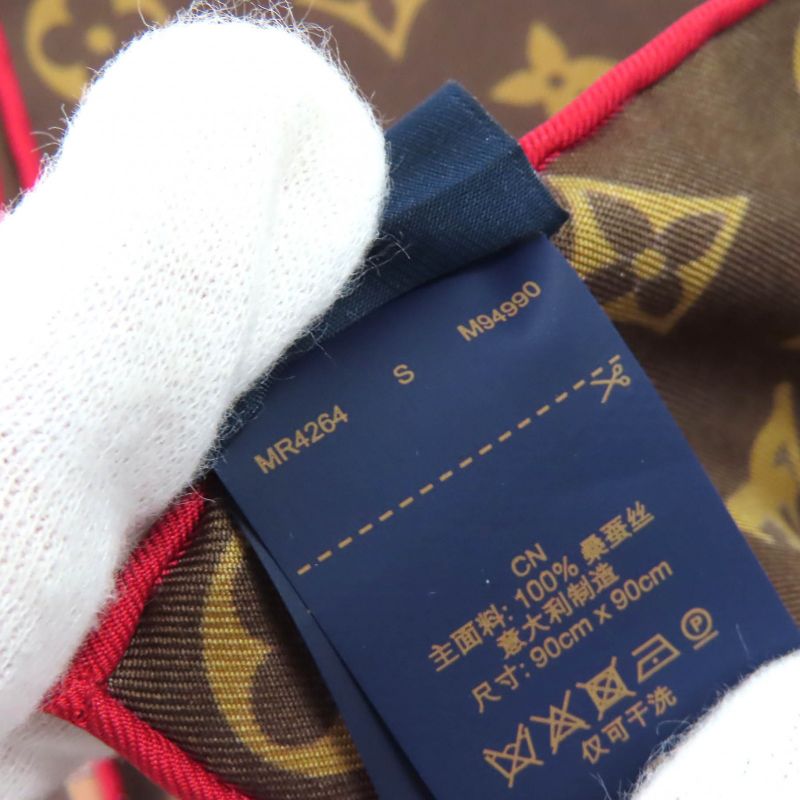 MR4264 S M94990
CN
主面料: 100% 桑蚕丝
意大利制造
尺寸: 90cm x 90cm
P
仅可干洗